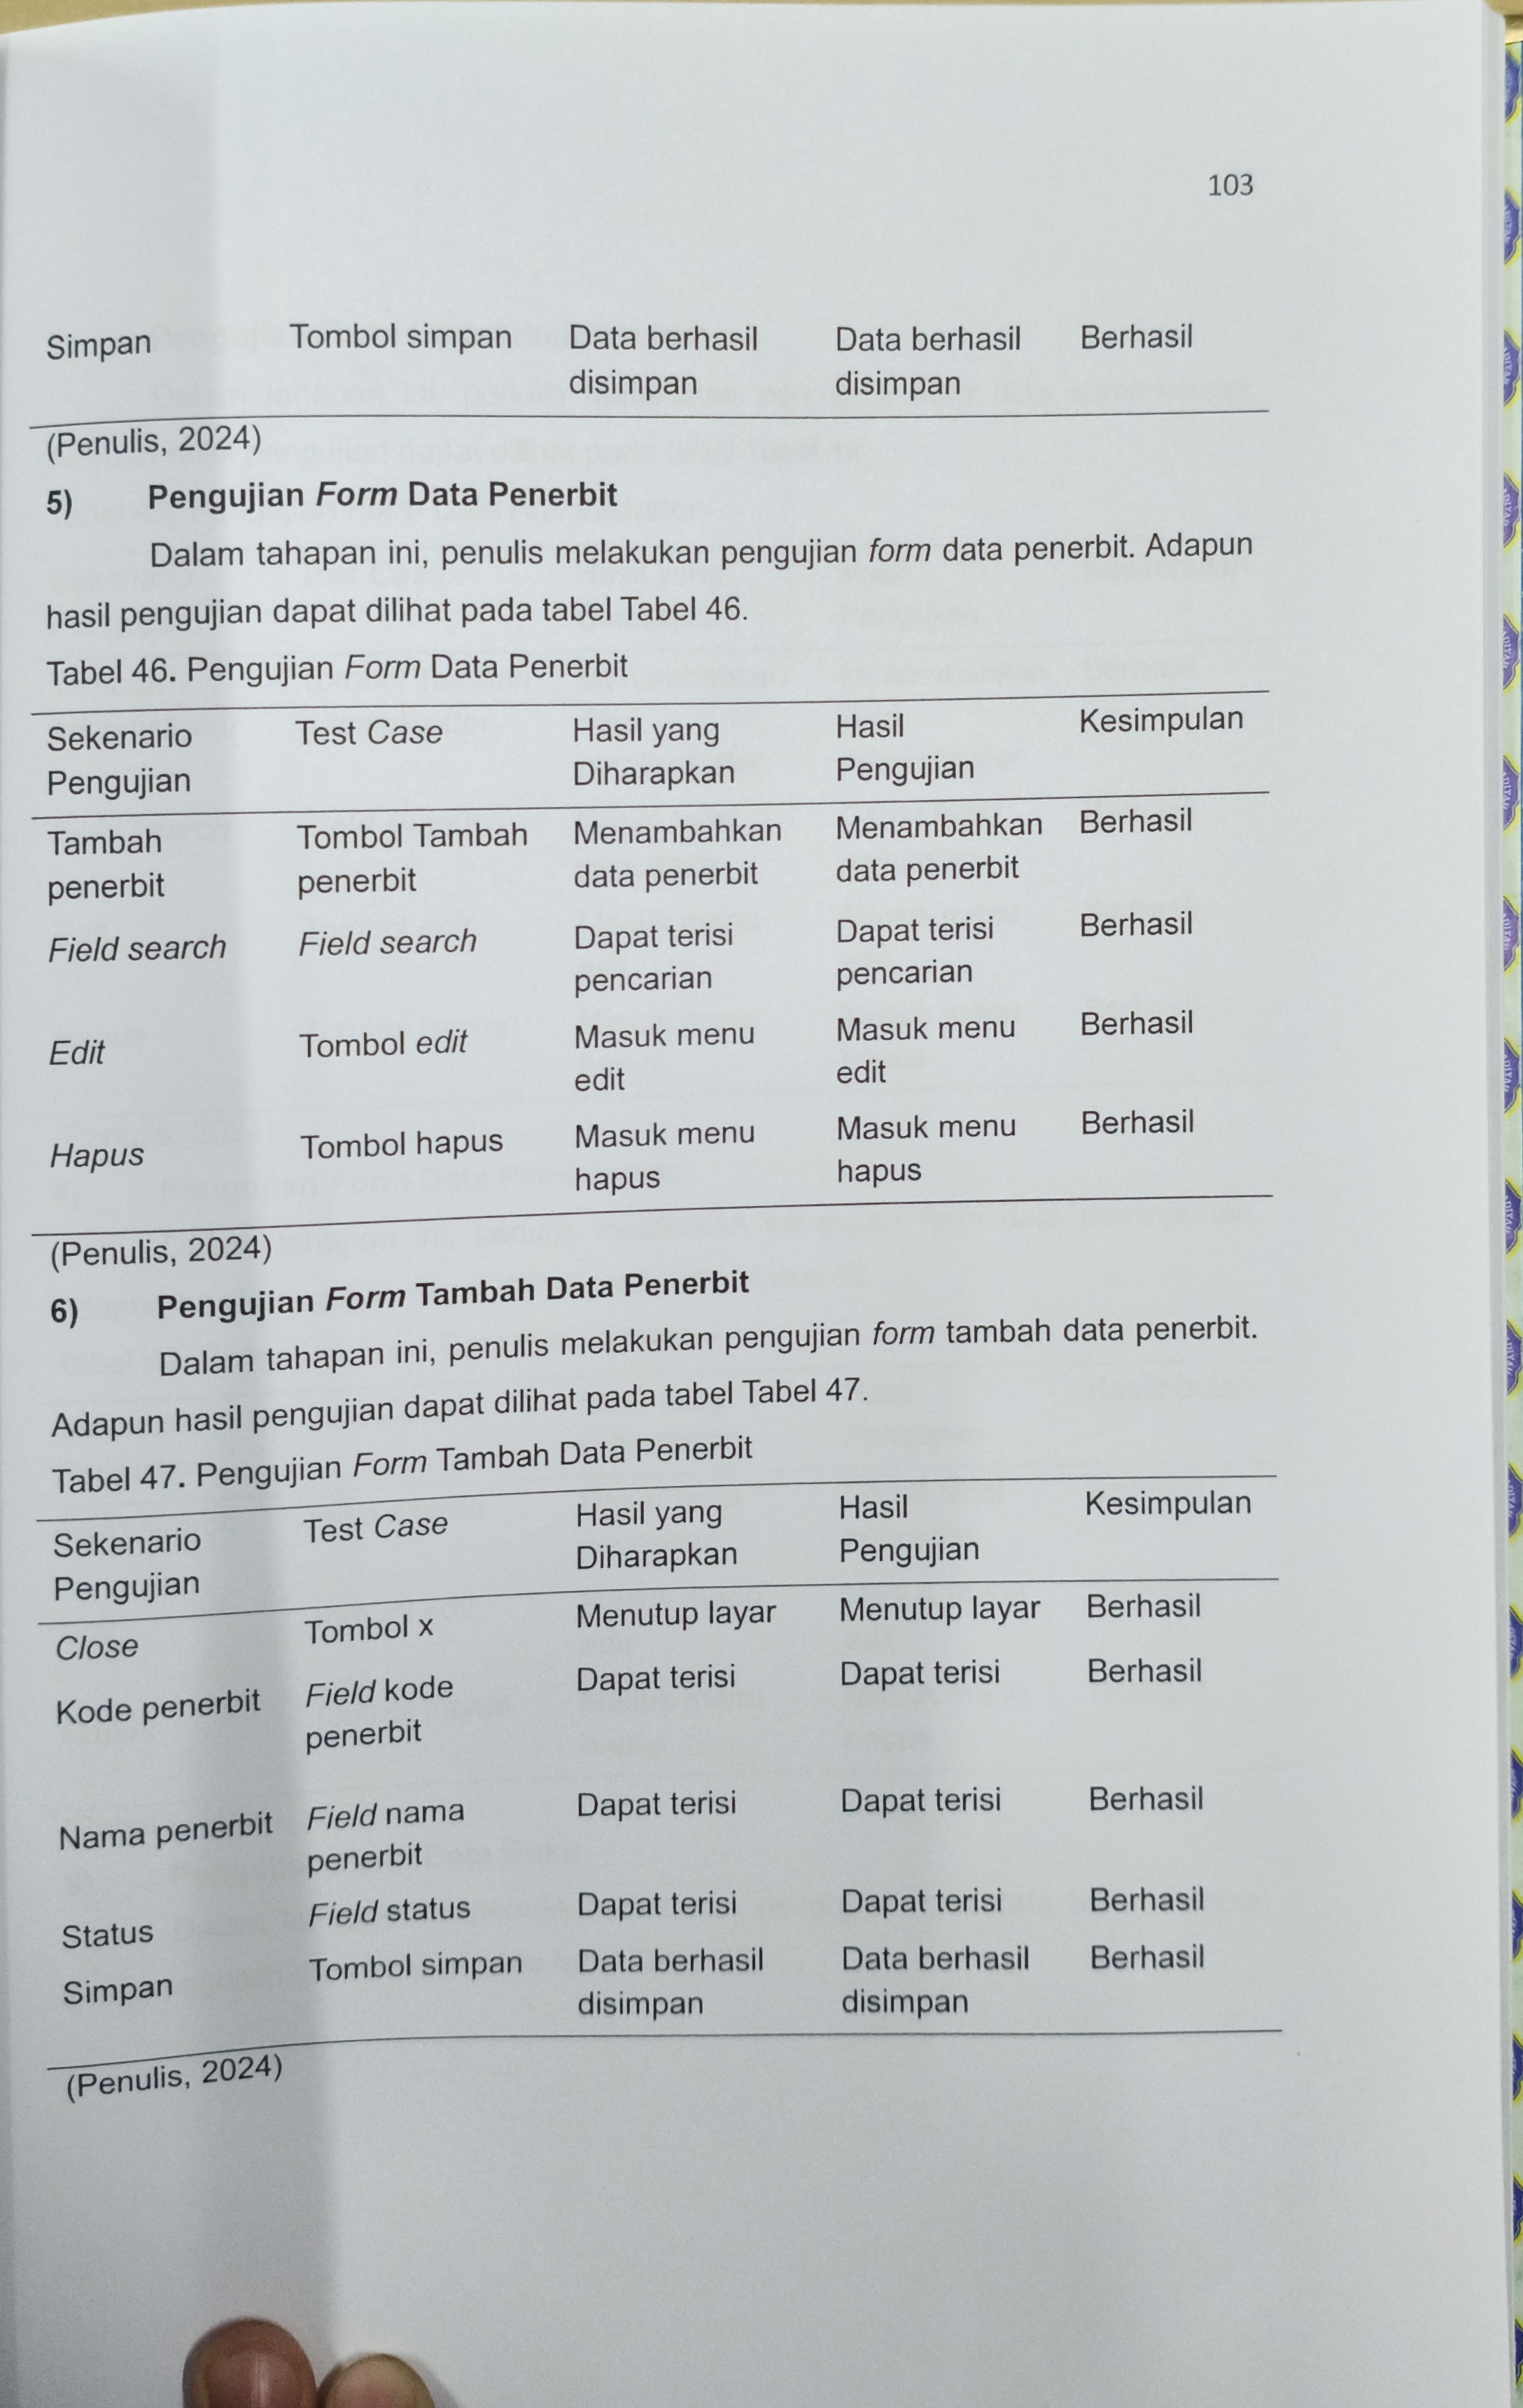 103
Simpan Tombol simpan Data berhasil Data berhasil Berhasil
disimpan disimpan
(Penulis, 2024)
5) Pengujian Form Data Penerbit
Dalam tahapan ini, penulis melakukan pengujian form data penerbit. Adapun
hasil pengujian dapat dilihat pada tabel Tabel 46.
Tabel 46. Pengujian Form Data Penerbit
Sekenario Test Case Hasil yang Hasil Kesimpulan
Pengujian Diharapkan Pengujian
Tambah Tombol Tambah Menambahkan Menambahkan Berhasil
penerbit penerbit data penerbit data penerbit
Field search Field search Dapat terisi Dapat terisi Berhasil
pencarian pencarian
Edit Tombol edit Masuk menu Masuk menu Berhasil
edit edit
Hapus Tombol hapus Masuk menu Masuk menu Berhasil
hapus hapus
(Penulis, 2024)
6) Pengujian Form Tambah Data Penerbit
Dalam tahapan ini, penulis melakukan pengujian form tambah data penerbit.
Adapun hasil pengujian dapat dilihat pada tabel Tabel 47.
Tabel 47. Pengujian Form Tambah Data Penerbit
Sekenario Test Case Hasil yang Hasil Kesimpulan
Pengujian Diharapkan Pengujian
Close Tombol x Menutup layar Menutup layar Berhasil
Kode penerbit Field kode Dapat terisi Dapat terisi Berhasil
penerbit
Nama penerbit Field nama Dapat terisi Dapat terisi Berhasil
penerbit
Status Field status Dapat terisi Dapat terisi Berhasil
Simpan Tombol simpan Data berhasil Data berhasil Berhasil
disimpan disimpan
(Penulis, 2024)